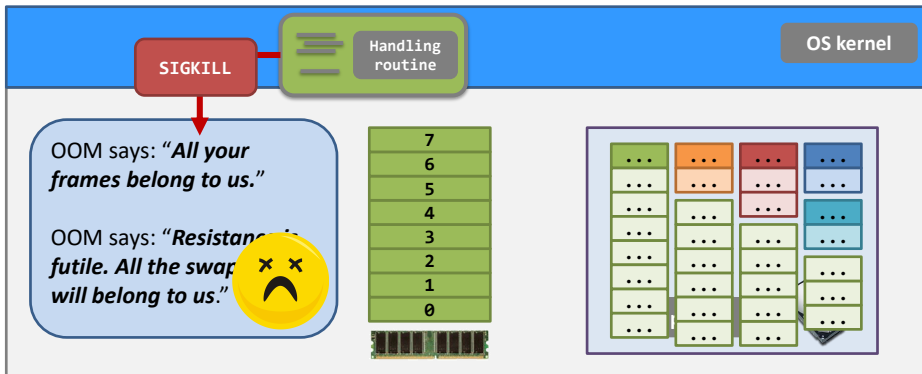 Handling
routine
OS kernel
SIGKILL
OOM says: “All your
frames belong to us.”
OOM says: “Resistance is
futile. All the swap
will belong to us.”
7
6
5
4
3
2
1
0
... ... ... ...
... ... ... ...
... ... ... ...
... ... ... ...
... ... ... ...
... ... ... ...
... ... ... ...
... ... ...